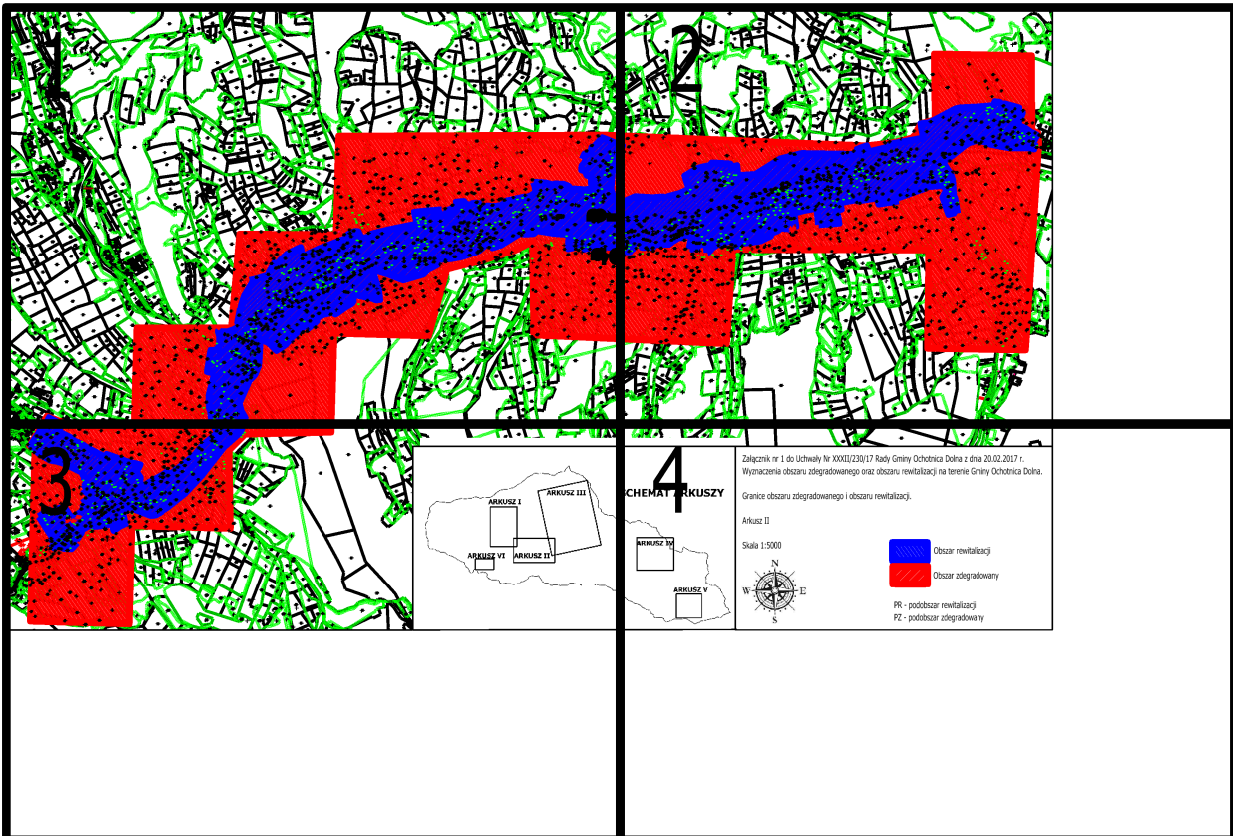 1
2
3
4
SCHEMAT ARKUSZY
ARKUSZ I
ARKUSZ III
ARKUSZ VI
ARKUSZ II
ARKUSZ IV
ARKUSZ V
Załącznik nr 1 do Uchwały Nr XXXII/230/17 Rady Gminy Ochotnica Dolna z dna 20.02.2017 r.
Wyznaczenia obszaru zdegradowanego oraz obszaru rewitalizacji na terenie Gminy Ochotnica Dolna.
Granice obszaru zdegradowanego i obszaru rewitalizacji.
Arkusz II
Skala 1:5000
N
W
E
S
Obszar rewitalizacji
Obszar zdegradowany
PR - podobszar rewitalizacji
PZ - podobszar zdegradowany